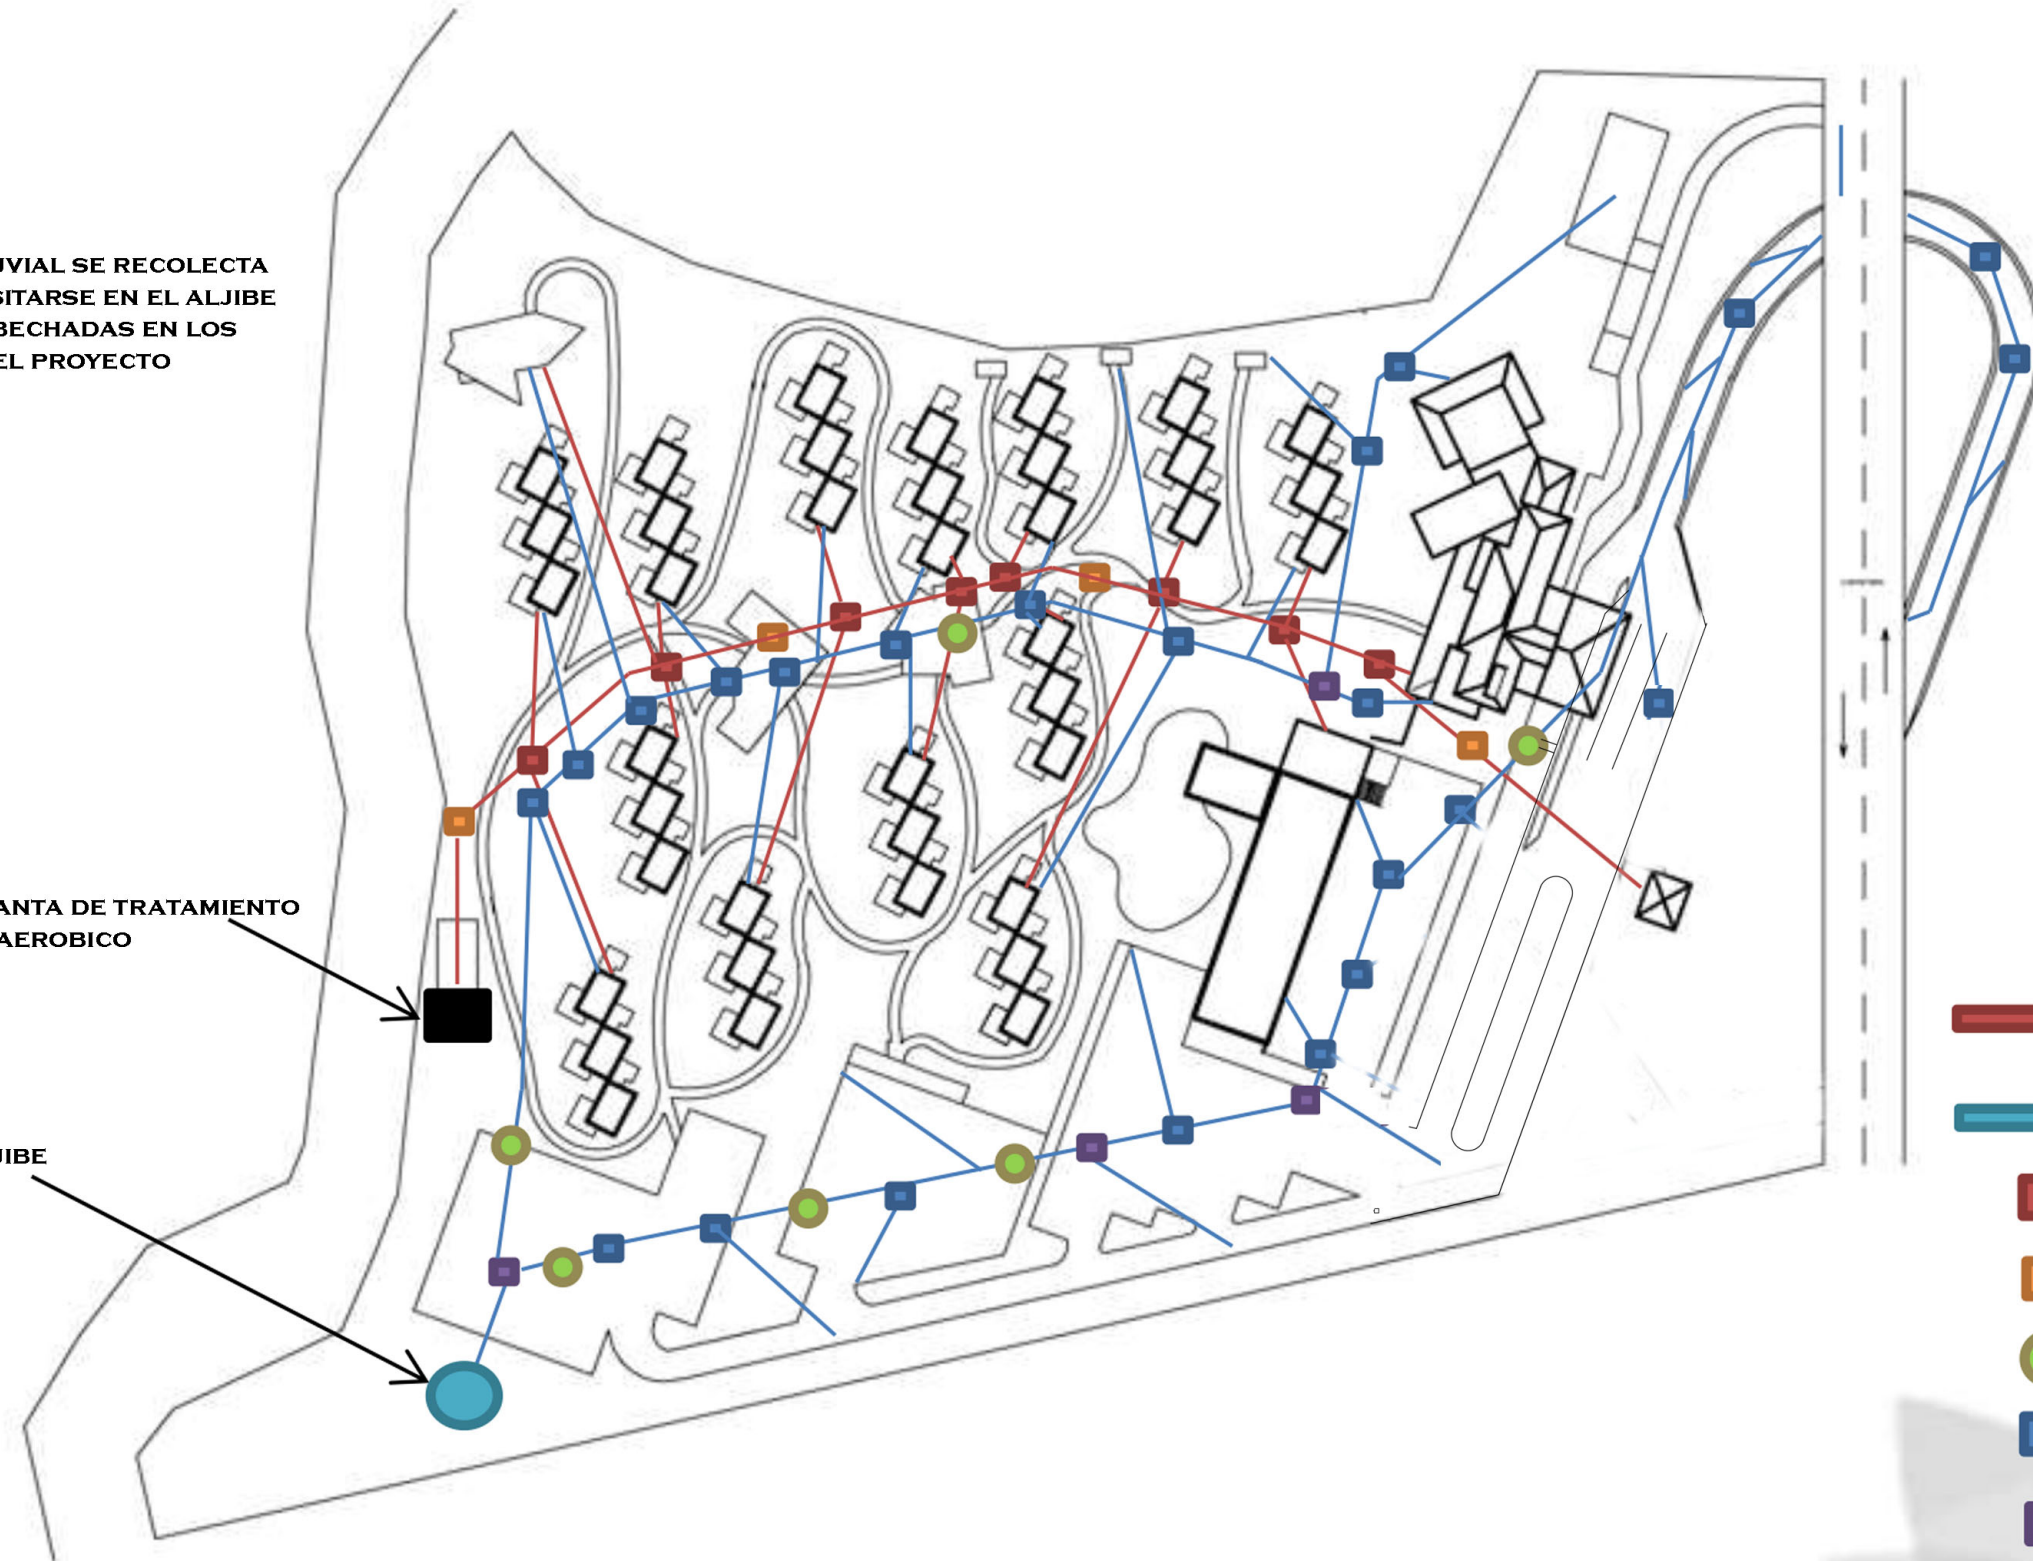 UVIAL SE RECOLECTA
SITARSE EN EL ALJIBE
BECHADAS EN LOS
EL PROYECTO
ANTA DE TRATAMIENTO
AEROBICO
JIBE